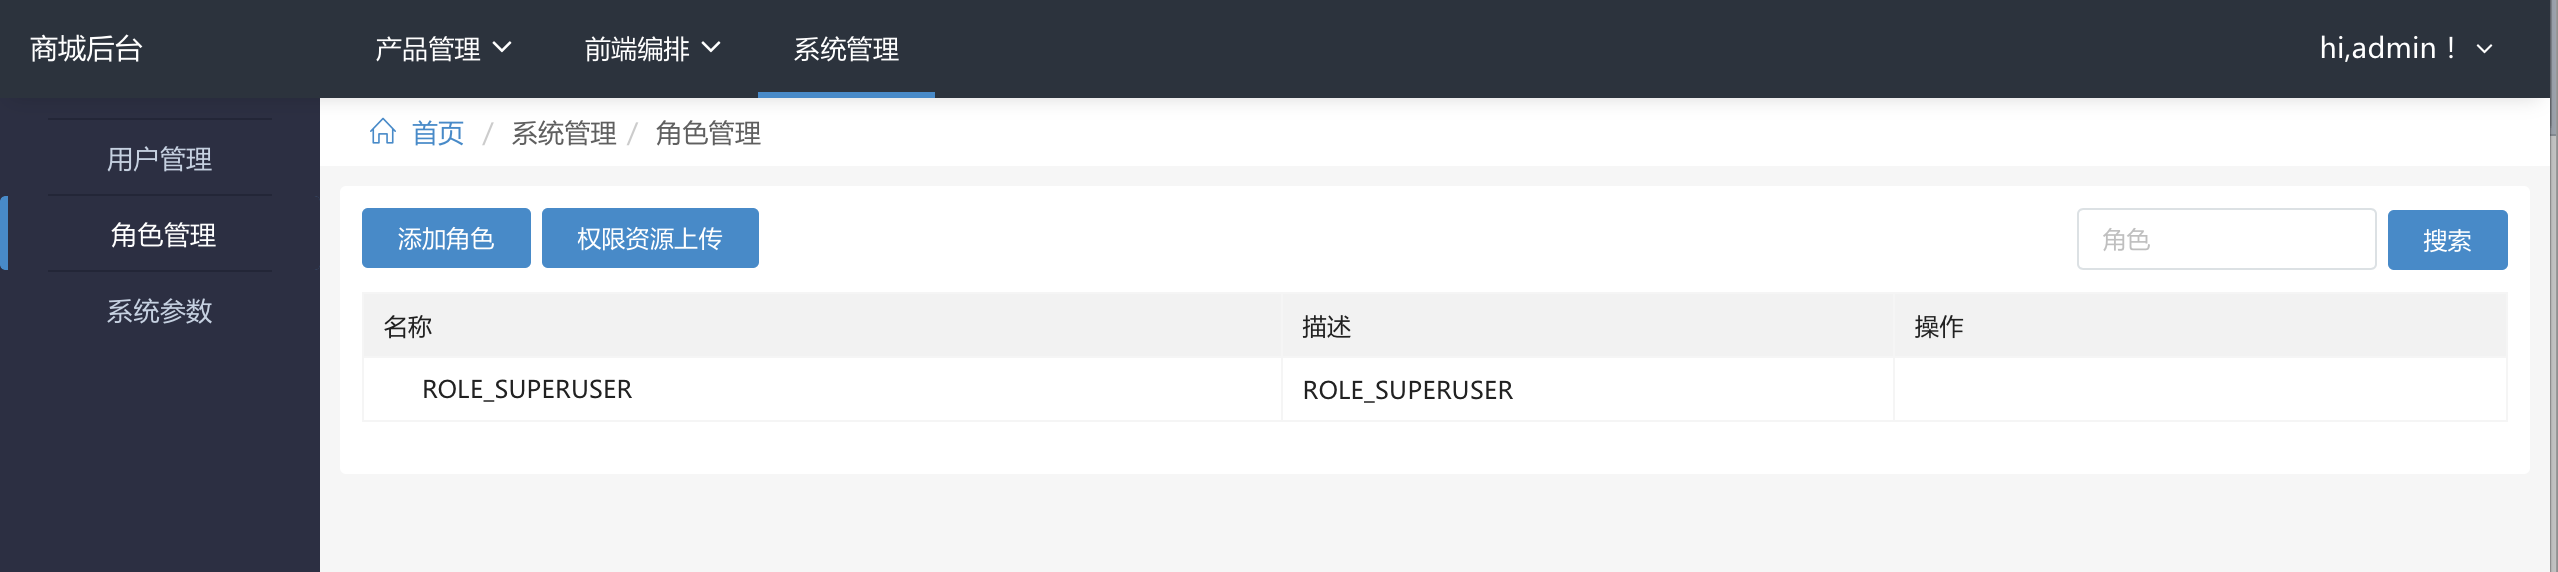 商城后台 产品管理 前端编排 系统管理 hi,admin！
首页 / 系统管理 / 角色管理
用户管理
角色管理
系统参数
添加角色 权限资源上传 角色 搜索
名称 描述 操作
ROLE_SUPERUSER ROLE_SUPERUSER